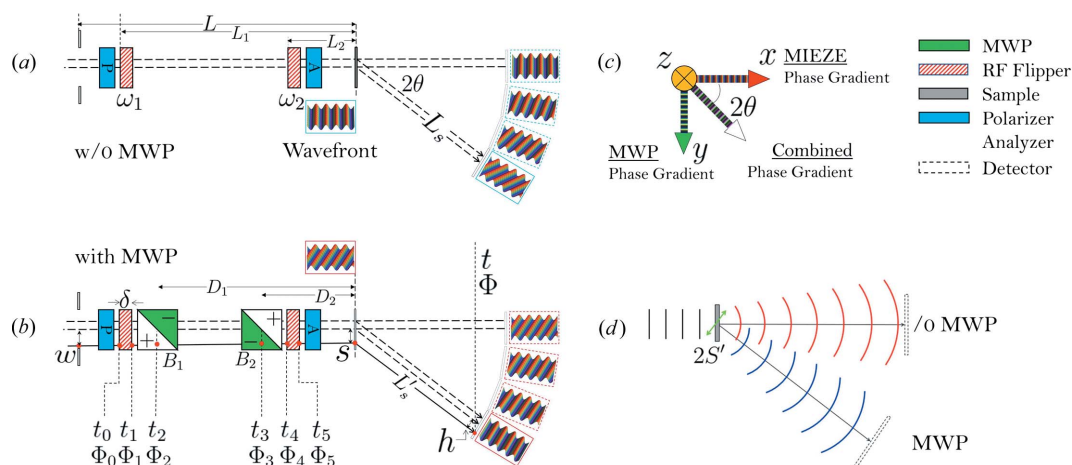 (a)
L
L₁
L₂
P
A
ω₁
ω₂
2θ
Lₛ
w/0 MWP
Wavefront
(c)
z
x
MIEZE
Phase Gradient
2θ
MWP
Phase Gradient
y
Combined
Phase Gradient
MWP
RF Flipper
Sample
Polarizer
Analyzer
Detector
with MWP
(b)
δ
D₁
D₂
t
Φ
P
A
−
+
+
−
w
B₁
B₂
s
L′ₛ
h
t₀ t₁ t₂ t₃ t₄ t₅
Φ₀ Φ₁ Φ₂ Φ₃ Φ₄ Φ₅
(d)
/0 MWP
2S′
MWP